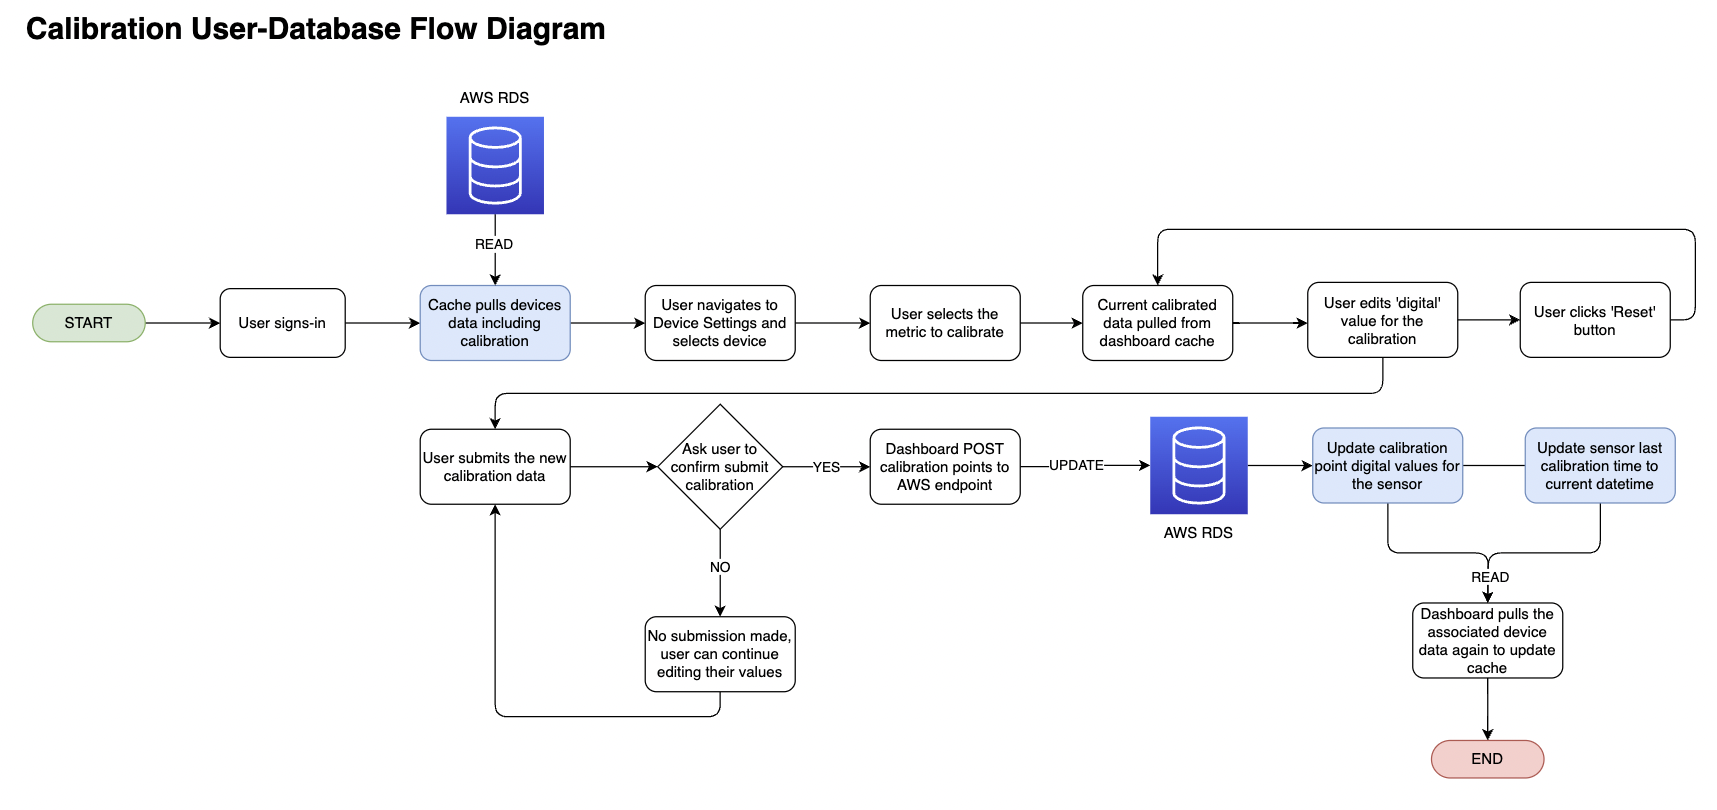 Calibration User-Database Flow Diagram
AWS RDS
READ
START
User signs-in
Cache pulls devices
data including
calibration
User navigates to
Device Settings and
selects device
User selects the
metric to calibrate
Current calibrated
data pulled from
dashboard cache
User edits 'digital'
value for the
calibration
User clicks 'Reset'
button
User submits the new
calibration data
Ask user to
confirm submit
calibration
YES
Dashboard POST
calibration points to
AWS endpoint
UPDATE
AWS RDS
Update calibration
point digital values for
the sensor
Update sensor last
calibration time to
current datetime
NO
No submission made,
user can continue
editing their values
READ
Dashboard pulls the
associated device
data again to update
cache
END